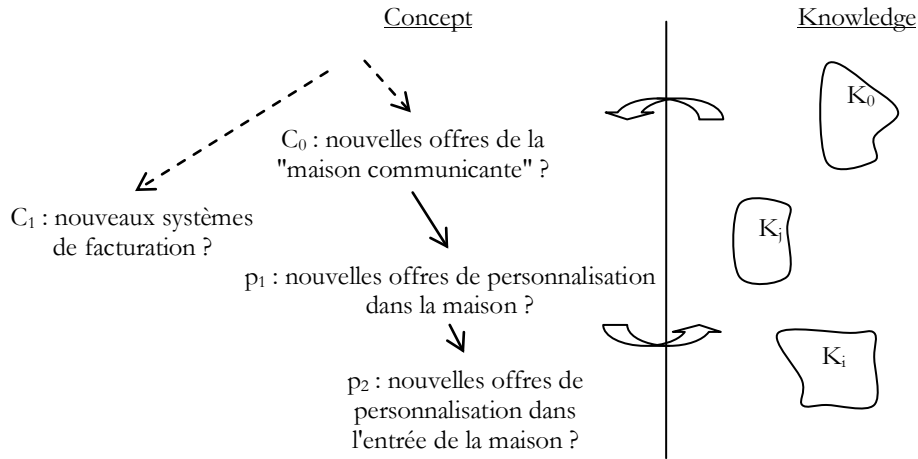 Concept
Knowledge
K₀
C₀ : nouvelles offres de la
"maison communicante" ?
C₁ : nouveaux systèmes
de facturation ?
Kⱼ
p₁ : nouvelles offres de personnalisation
dans la maison ?
Kᵢ
p₂ : nouvelles offres de
personnalisation dans
l'entrée de la maison ?